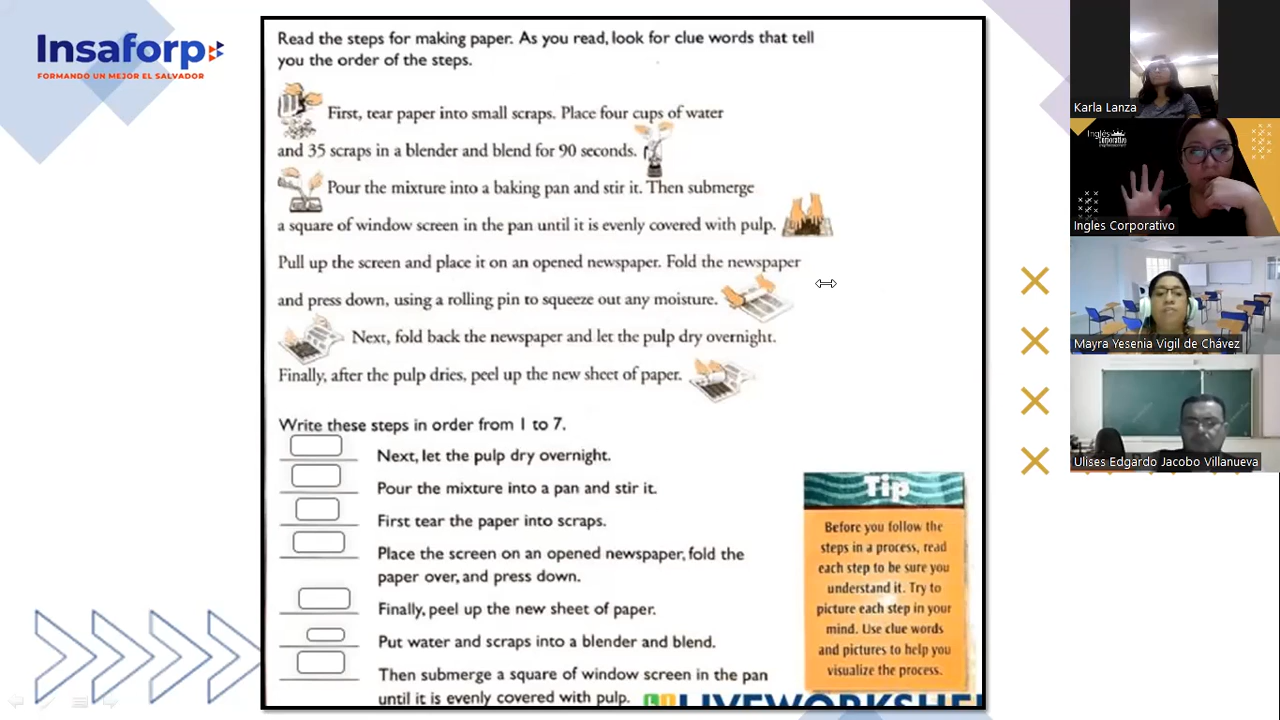 Insaforp
FORMANDO UN MEJOR EL SALVADOR
Read the steps for making paper. As you read, look for clue words that tell
you the order of the steps.
First, tear paper into small scraps. Place four cups of water
and 35 scraps in a blender and blend for 90 seconds.
Pour the mixture into a baking pan and stir it. Then submerge
a square of window screen in the pan until it is evenly covered with pulp.
Pull up the screen and place it on an opened newspaper. Fold the newspaper
and press down, using a rolling pin to squeeze out any moisture.
Next, fold back the newspaper and let the pulp dry overnight.
Finally, after the pulp dries, peel up the new sheet of paper.
Write these steps in order from 1 to 7.
Next, let the pulp dry overnight.
Pour the mixture into a pan and stir it.
First tear the paper into scraps.
Place the screen on an opened newspaper, fold the
paper over, and press down.
Finally, peel up the new sheet of paper.
Put water and scraps into a blender and blend.
Then submerge a square of window screen in the pan
until it is evenly covered with pulp.
Tip
Before you follow the
steps in a process, read
each step to be sure you
understand it. Try to
picture each step in your
mind. Use clue words
and pictures to help you
visualize the process.
LIVEWORKSHE
Karla Lanza
Inglés
Corporativo
Ingles Corporativo
Mayra Yesenia Vigil de Chávez
Ulises Edgardo Jacobo Villanueva